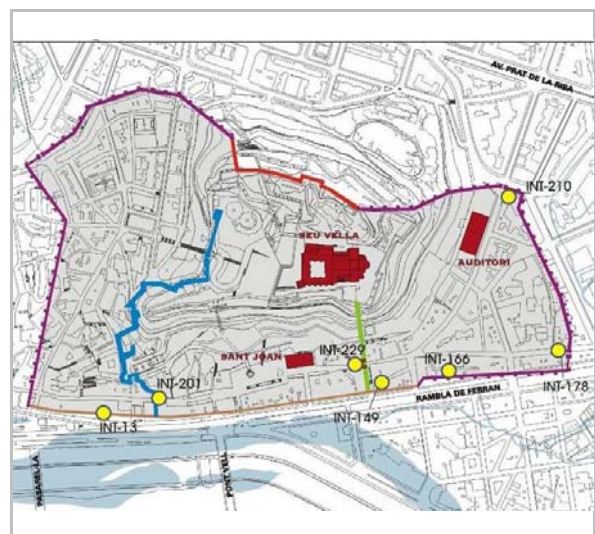 AV. PRAT DE LA RIBA
INT-210
SEU VELLA
AUDITORI
SANT JOAN
INT-229
INT-166
INT-201
INT-178
RAMBLA DE FERRAN
INT-13
INT-149
PASAREL·LA
PONT VELL